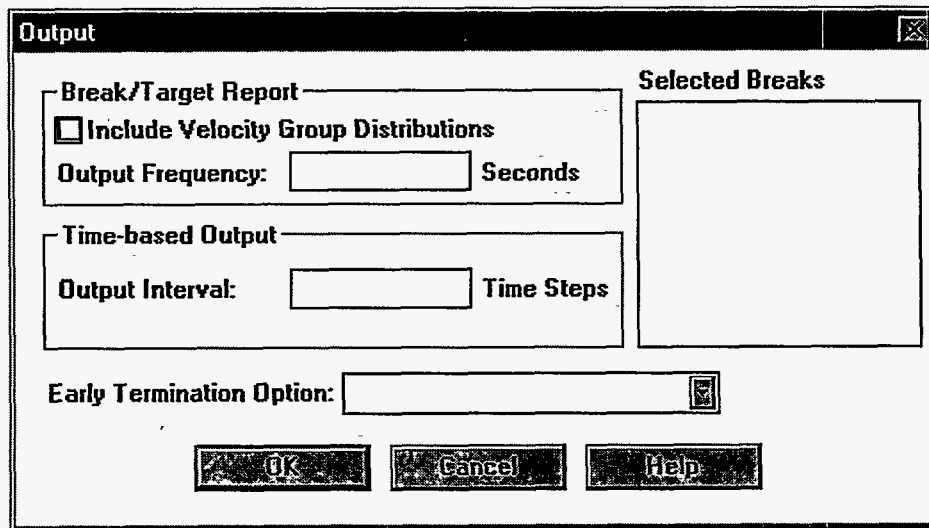 Output
Break/Target Report
Include Velocity Group Distributions
Output Frequency:
Seconds
Time-based Output
Output Interval:
Time Steps
Selected Breaks
Early Termination Option:
OK
Cancel
Help